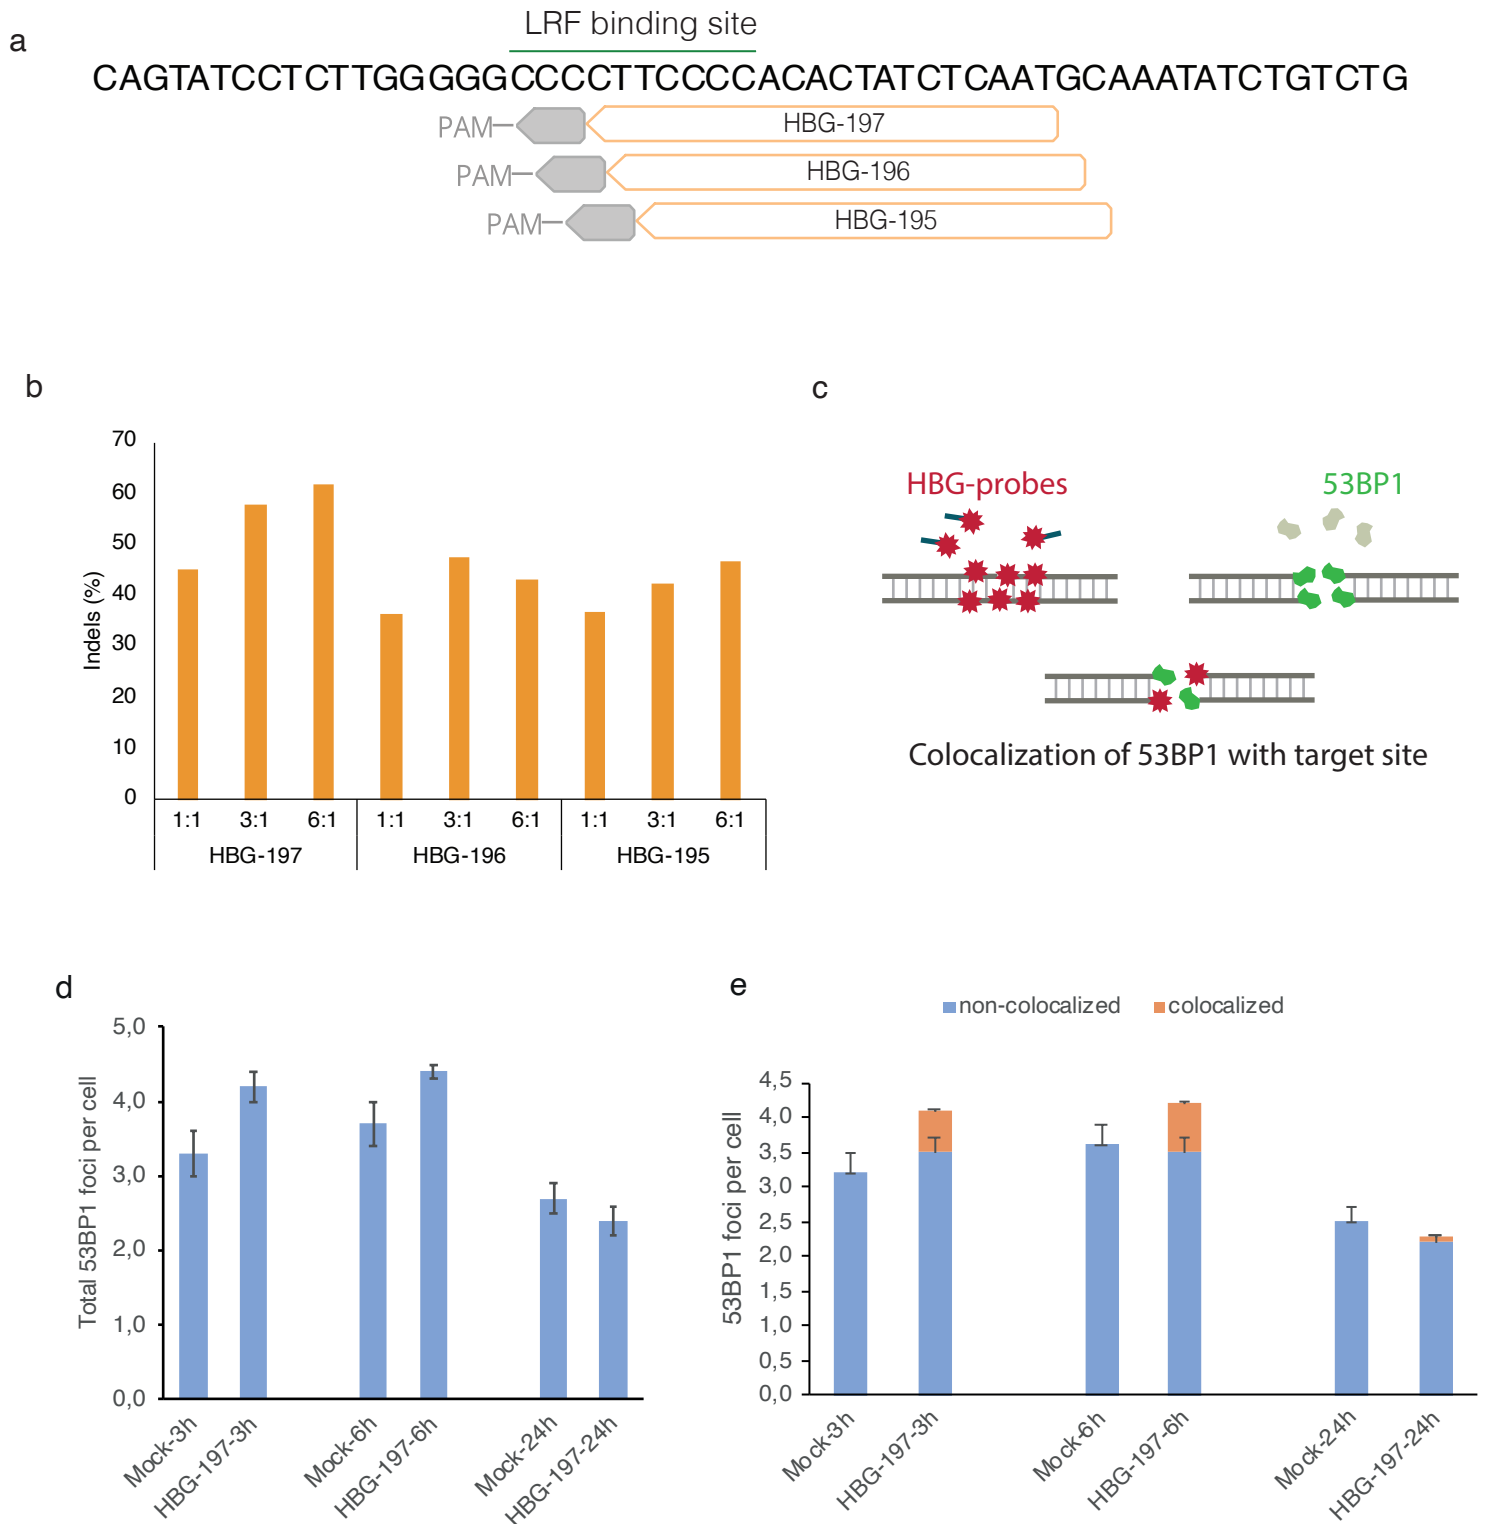 a
LRF binding site
CAGTATCCTCTTGGGGGCCCCTTCCCCACACTATCTCAATGCAAATATCTGTCTG
PAM
HBG-197
PAM
HBG-196
PAM
HBG-195
b
Indels (%)
70
60
50
40
30
20
10
0
1:1 3:1 6:1 1:1 3:1 6:1 1:1 3:1 6:1
HBG-197 HBG-196 HBG-195
c
HBG-probes
53BP1
Colocalization of 53BP1 with target site
d
Total 53BP1 foci per cell
5,0
4,0
3,0
2,0
1,0
0,0
Mock-3h
HBG-197-3h
Mock-6h
HBG-197-6h
Mock-24h
HBG-197-24h
e
non-colocalized colocalized
53BP1 foci per cell
4,5
4,0
3,5
3,0
2,5
2,0
1,5
1,0
0,5
0,0
Mock-3h
HBG-197-3h
Mock-6h
HBG-197-6h
Mock-24h
HBG-197-24h